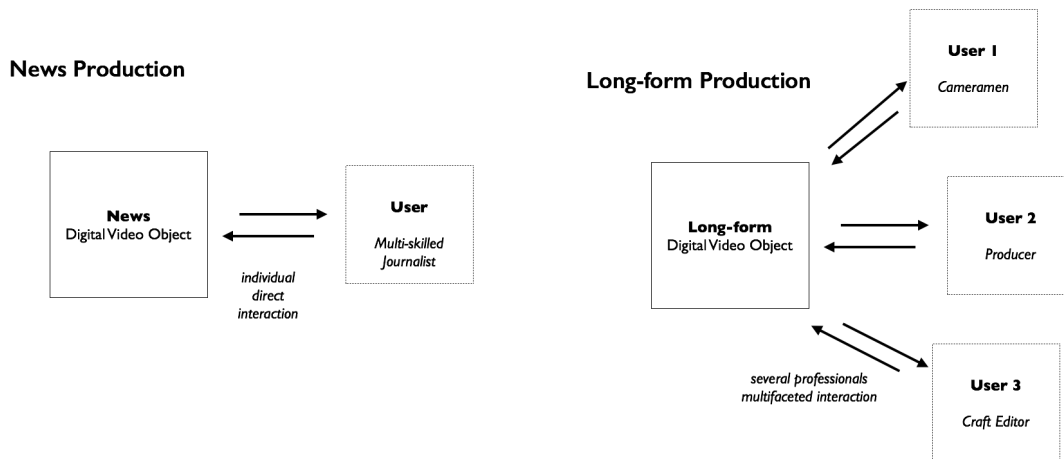 News Production
News
Digital Video Object
individual
direct
interaction
User
Multi-skilled
Journalist
Long-form Production
Long-form
Digital Video Object
User 1
Cameramen
User 2
Producer
several professionals
multifaceted interaction
User 3
Craft Editor